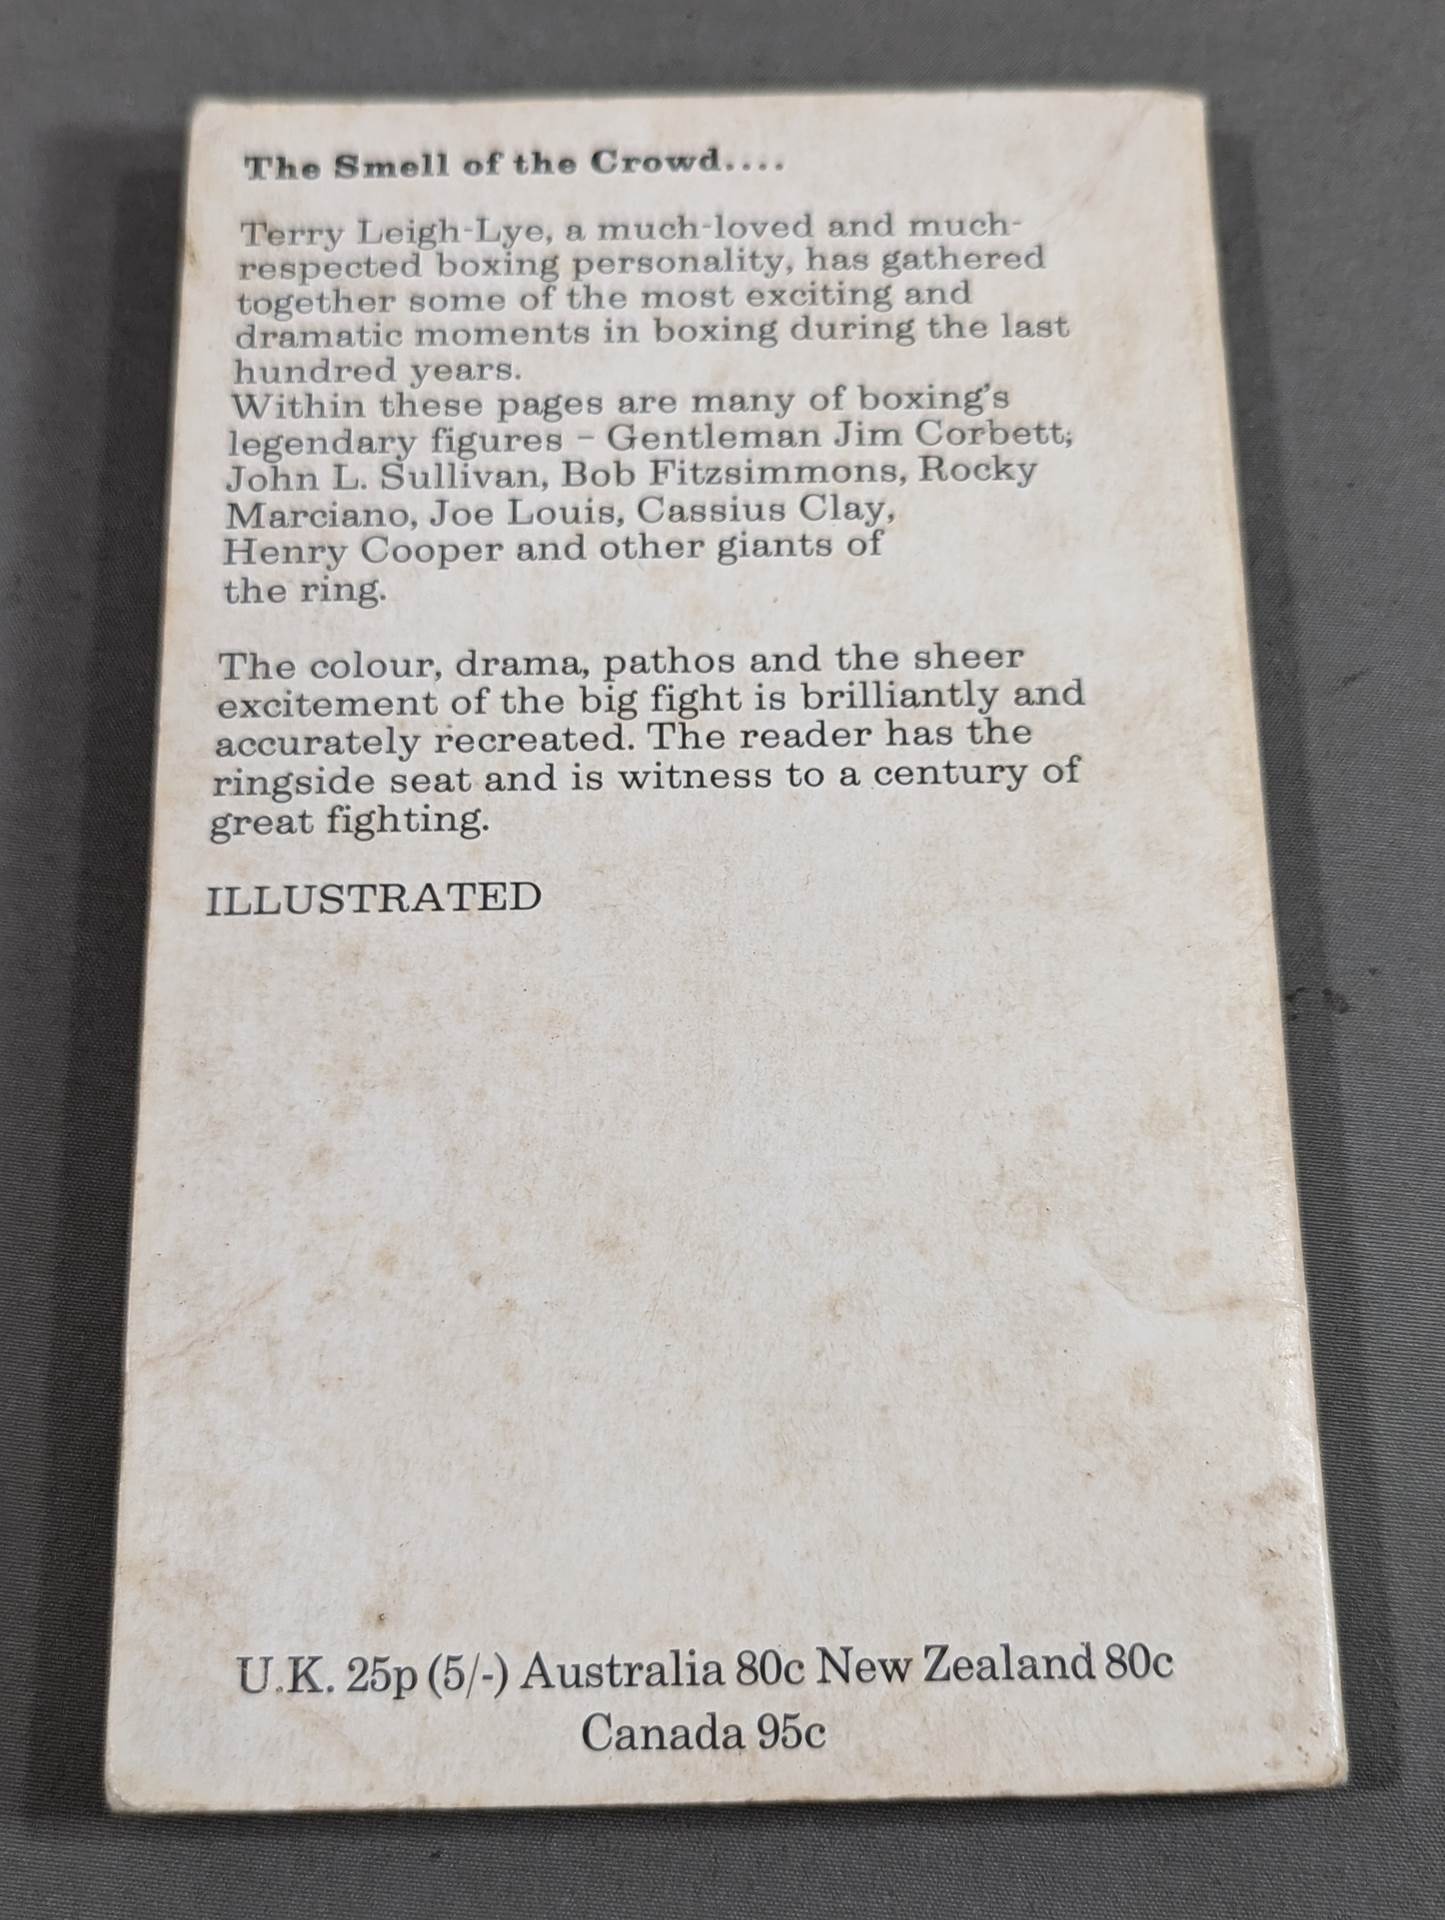 The Smell of the Crowd....
Terry Leigh-Lye, a much-loved and much-
respected boxing personality, has gathered
together some of the most exciting and
dramatic moments in boxing during the last
hundred years.
Within these pages are many of boxing's
legendary figures – Gentleman Jim Corbett,
John L. Sullivan, Bob Fitzsimmons, Rocky
Marciano, Joe Louis, Cassius Clay,
Henry Cooper and other giants of
the ring.
The colour, drama, pathos and the sheer
excitement of the big fight is brilliantly and
accurately recreated. The reader has the
ringside seat and is witness to a century of
great fighting.
ILLUSTRATED
U.K. 25p (5/-) Australia 80c New Zealand 80c
Canada 95c